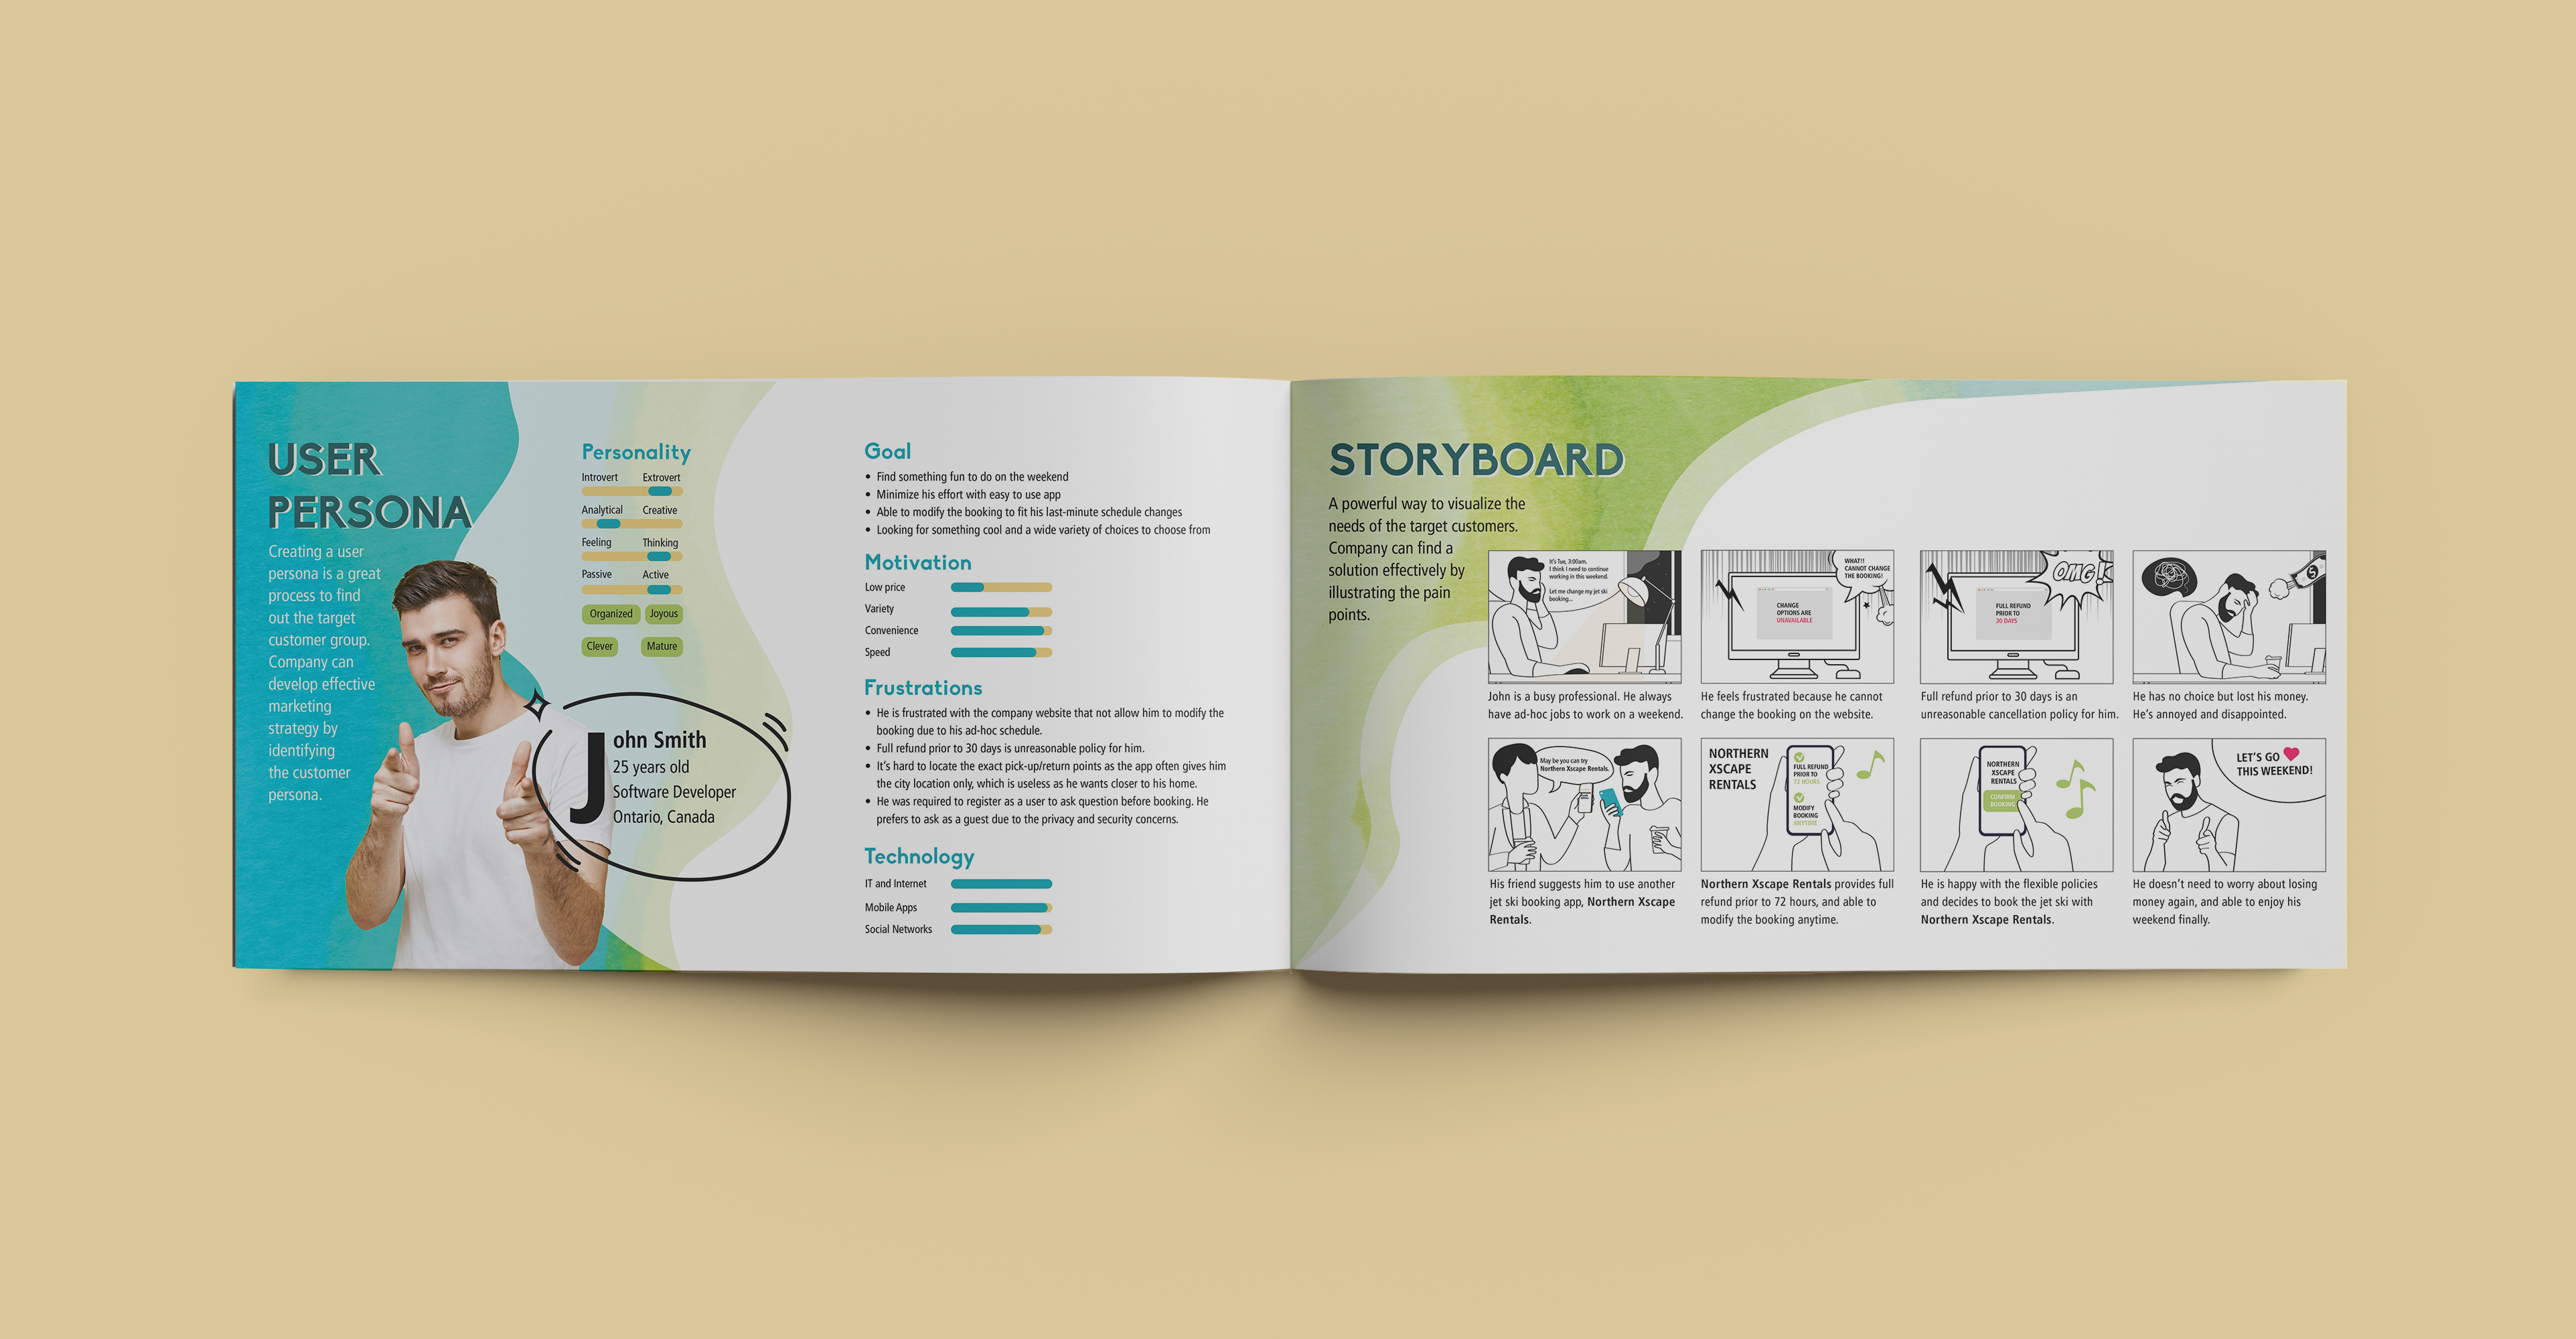 USER
PERSONA
Creating a user
persona is a great
process to find
out the target
customer group.
Company can
develop effective
marketing
strategy by
identifying
the customer
persona.
John Smith
25 years old
Software Developer
Ontario, Canada
Personality
Introvert Extrovert
Analytical Creative
Feeling Thinking
Passive Active
Organized Joyous
Clever Mature
Goal
• Find something fun to do on the weekend
• Minimize his effort with easy to use app
• Able to modify the booking to fit his last-minute schedule changes
• Looking for something cool and a wide variety of choices to choose from
Motivation
Low price
Variety
Convenience
Speed
Frustrations
• He is frustrated with the company website that not allow him to modify the
booking due to his ad-hoc schedule.
• Full refund prior to 30 days is unreasonable policy for him.
• It's hard to locate the exact pick-up/return points as the app often gives him
the city location only, which is useless as he wants closer to his home.
• He was required to register as a user to ask question before booking. He
prefers to ask as a guest due to the privacy and security concerns.
Technology
IT and Internet
Mobile Apps
Social Networks
STORYBOARD
A powerful way to visualize the
needs of the target customers.
Company can find a
solution effectively by
illustrating the pain
points.
It's Tue, 3:00am.
I think I need to continue
working in this weekend.
Let me change my jet ski
booking...
John is a busy professional. He always
have ad-hoc jobs to work on a weekend.
WHAT!!
CANNOT CHANGE
THE BOOKING!
CHANGE
OPTIONS ARE
UNAVAILABLE
He feels frustrated because he cannot
change the booking on the website.
OMG!
FULL REFUND
PRIOR TO
30 DAYS
Full refund prior to 30 days is an
unreasonable cancellation policy for him.
$
He has no choice but lost his money.
He's annoyed and disappointed.
May be you can try
Northern Xscape Rentals.
His friend suggests him to use another
jet ski booking app, Northern Xscape
Rentals.
NORTHERN
XSCAPE
RENTALS
FULL REFUND
PRIOR TO
72 HOURS
MODIFY
BOOKING
ANYTIME
Northern Xscape Rentals provides full
refund prior to 72 hours, and able to
modify the booking anytime.
NORTHERN
XSCAPE
RENTALS
CONFIRM
BOOKING
He is happy with the flexible policies
and decides to book the jet ski with
Northern Xscape Rentals.
LET'S GO
THIS WEEKEND!
He doesn't need to worry about losing
money again, and able to enjoy his
weekend finally.